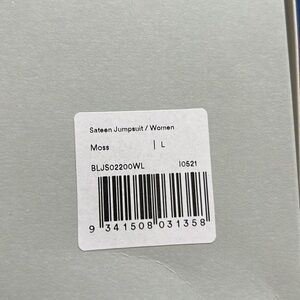 Sateen Jumpsuit / Women
Moss | L
BLJS02200WL I0521
9 341508 031358